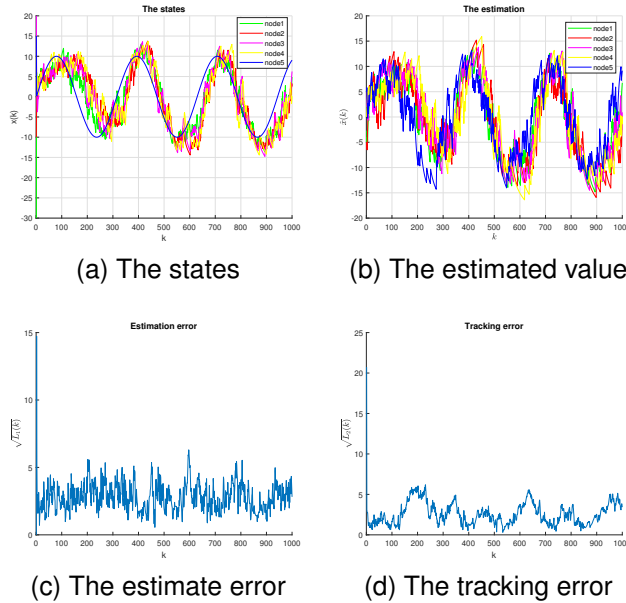 The states
20
15
10
5
0
-5
-10
-15
-20
-25
-30
x(k)
0 100 200 300 400 500 600 700 800 900 1000
k
node1
node2
node3
node4
node5
(a) The states
The estimation
20
15
10
5
0
-5
-10
-15
-20
x̂(k)
0 100 200 300 400 500 600 700 800 900 1000
k
node1
node2
node3
node4
node5
(b) The estimated value
Estimation error
15
10
5
0
√L₁(k)
0 100 200 300 400 500 600 700 800 900 1000
k
(c) The estimate error
Tracking error
25
20
15
10
5
0
√L₂(k)
0 100 200 300 400 500 600 700 800 900 1000
k
(d) The tracking error